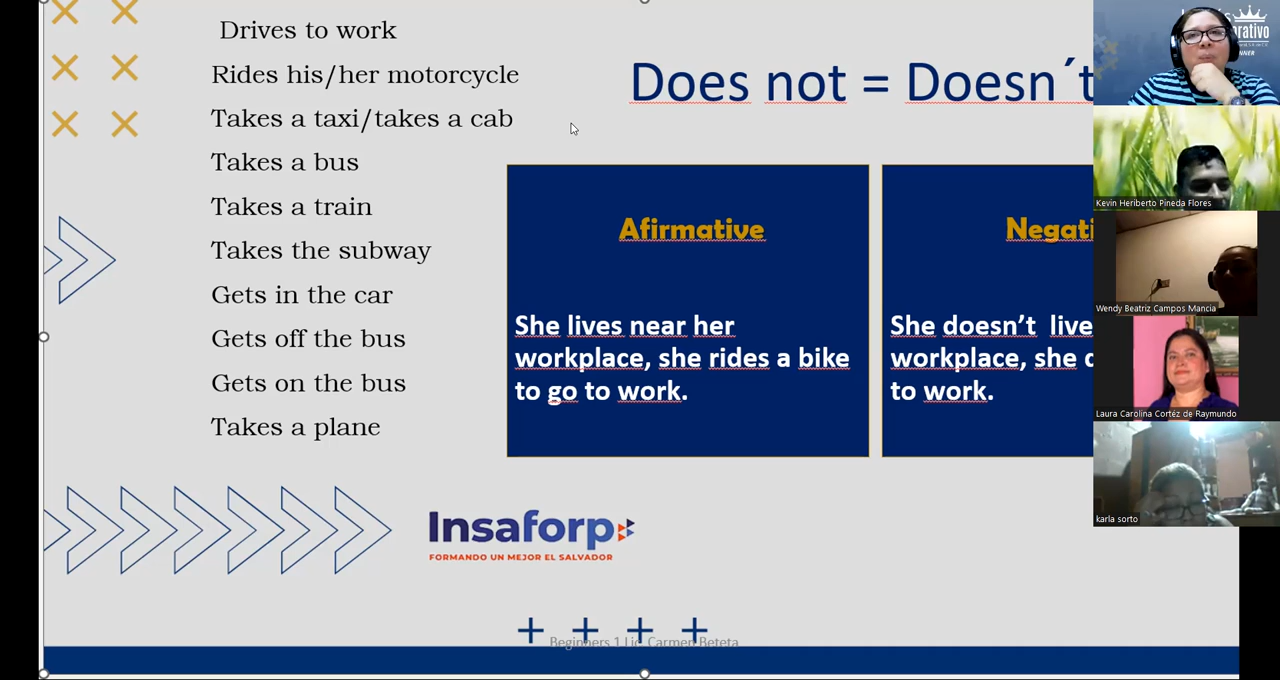 Drives to work
Rides his/her motorcycle
Takes a taxi/takes a cab
Takes a bus
Takes a train
Takes the subway
Gets in the car
Gets off the bus
Gets on the bus
Takes a plane
Does not = Doesn´t
Afirmative
She lives near her
workplace, she rides a bike
to go to work.
Negati
She doesn’t live
workplace, she
to work.
Insaforp
FORMANDO UN MEJOR EL SALVADOR
Beginners 1 Lic. Carmen Beteta
rativo
Kevin Heriberto Pineda Flores
Wendy Beatriz Campos Mancia
Laura Carolina Cortéz de Raymundo
karla sorto